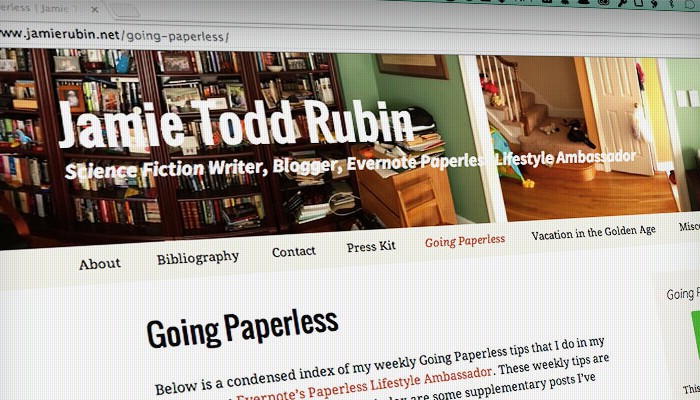 erless | Jamie T
www.jamierubin.net/going-paperless/
Jamie Todd Rubin
Science Fiction Writer, Blogger, Evernote Paperless Lifestyle Ambassador
About Bibliography Contact Press Kit Going Paperless Vacation in the Golden Age Misc
Going F
Going Paperless
Below is a condensed index of my weekly Going Paperless tips that I do in my
Evernote's Paperless Lifestyle Ambassador. These weekly tips are
index are some supplementary posts I've
This